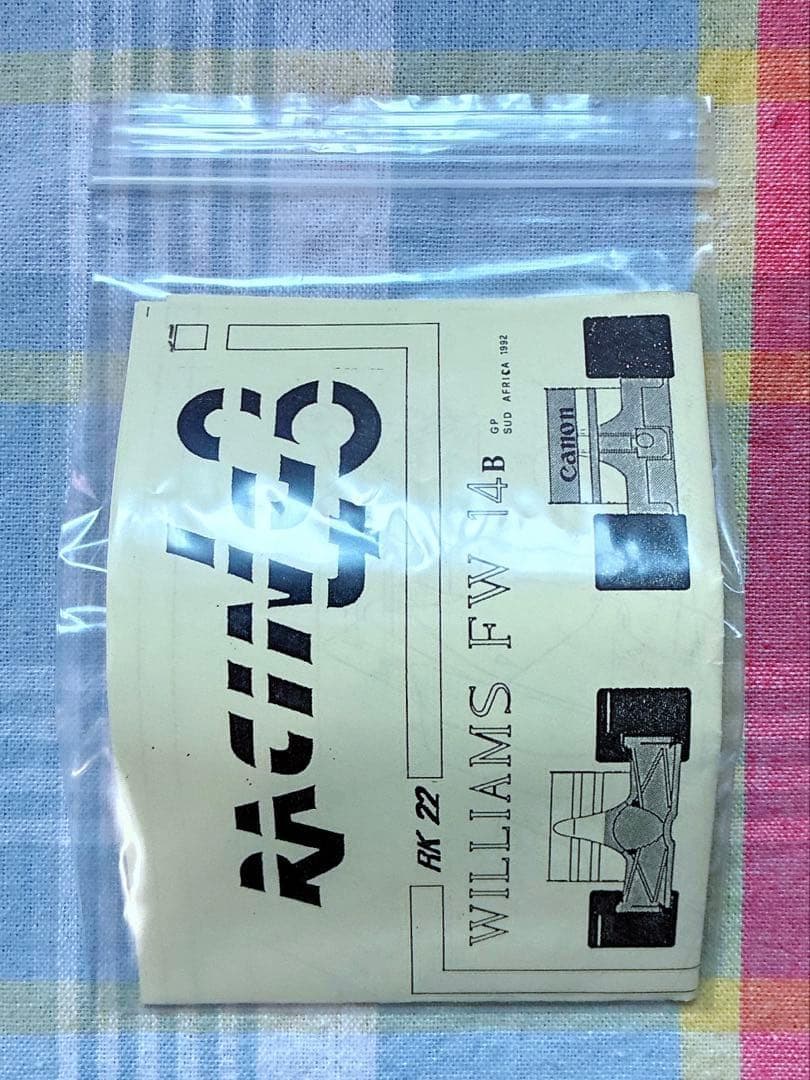 RACING
43
RK 22
WILLIAMS FW 14B
GP
SUD AFRICA 1992
Canon